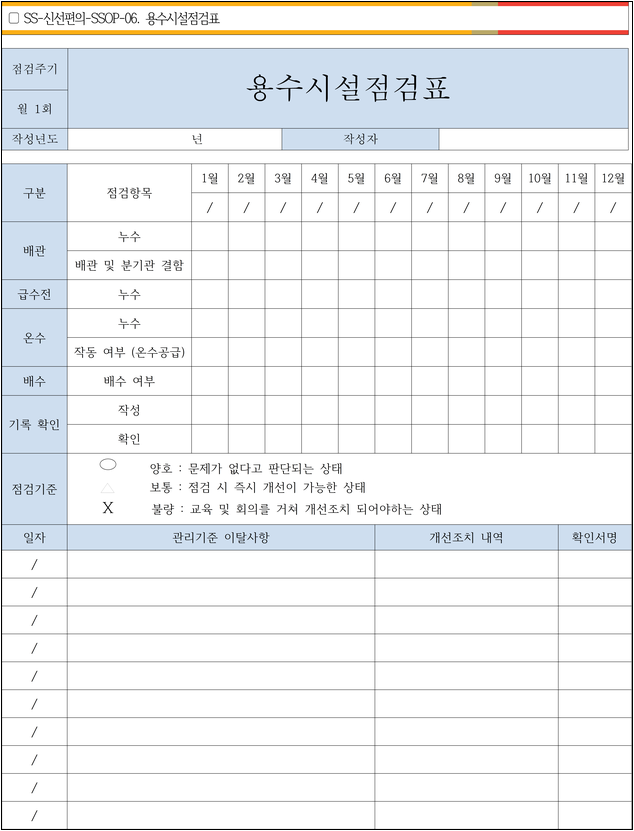 ▢ SS-신선편의-SSOP-06. 용수시설점검표
점검주기
용수시설점검표
월 1회
작성년도 년 작성자
구분 점검항목 1월 2월 3월 4월 5월 6월 7월 8월 9월 10월 11월 12월
/ / / / / / / / / / / /
배관 누수
배관 및 분기관 결함
급수전 누수
온수 누수
작동 여부 (온수공급)
배수 배수 여부
기록 확인 작성
확인
점검기준
○ 양호 : 문제가 없다고 판단되는 상태
△ 보통 : 점검 시 즉시 개선이 가능한 상태
X 불량 : 교육 및 회의를 거쳐 개선조치 되어야하는 상태
일자 관리기준 이탈사항 개선조치 내역 확인서명
/
/
/
/
/
/
/
/
/
/